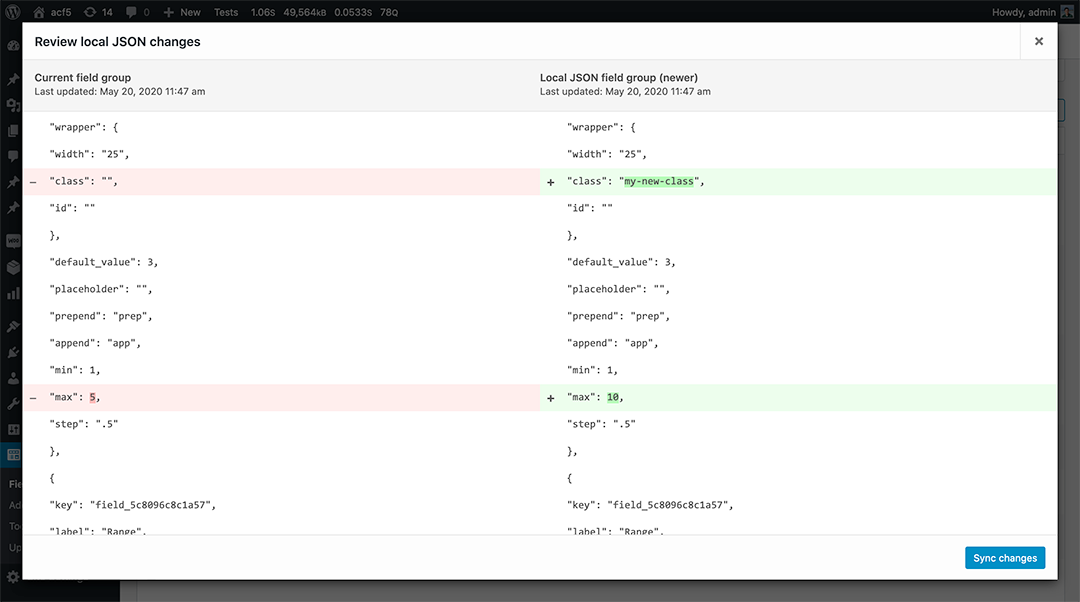 acf5 14 0 New Tests 1.06s 49,564kB 0.0533s 78Q Howdy, admin
Review local JSON changes
Current field group Local JSON field group (newer)
Last updated: May 20, 2020 11:47 am Last updated: May 20, 2020 11:47 am
"wrapper": { "wrapper": {
"width": "25", "width": "25",
− "class": "", + "class": "my-new-class",
"id": "" "id": ""
}, },
"default_value": 3, "default_value": 3,
"placeholder": "", "placeholder": "",
"prepend": "prep", "prepend": "prep",
"append": "app", "append": "app",
"min": 1, "min": 1,
− "max": 5, + "max": 10,
"step": ".5" "step": ".5"
}, },
{ {
"key": "field_5c8096c8c1a57", "key": "field_5c8096c8c1a57",
"label": "Range", "label": "Range",
Sync changes